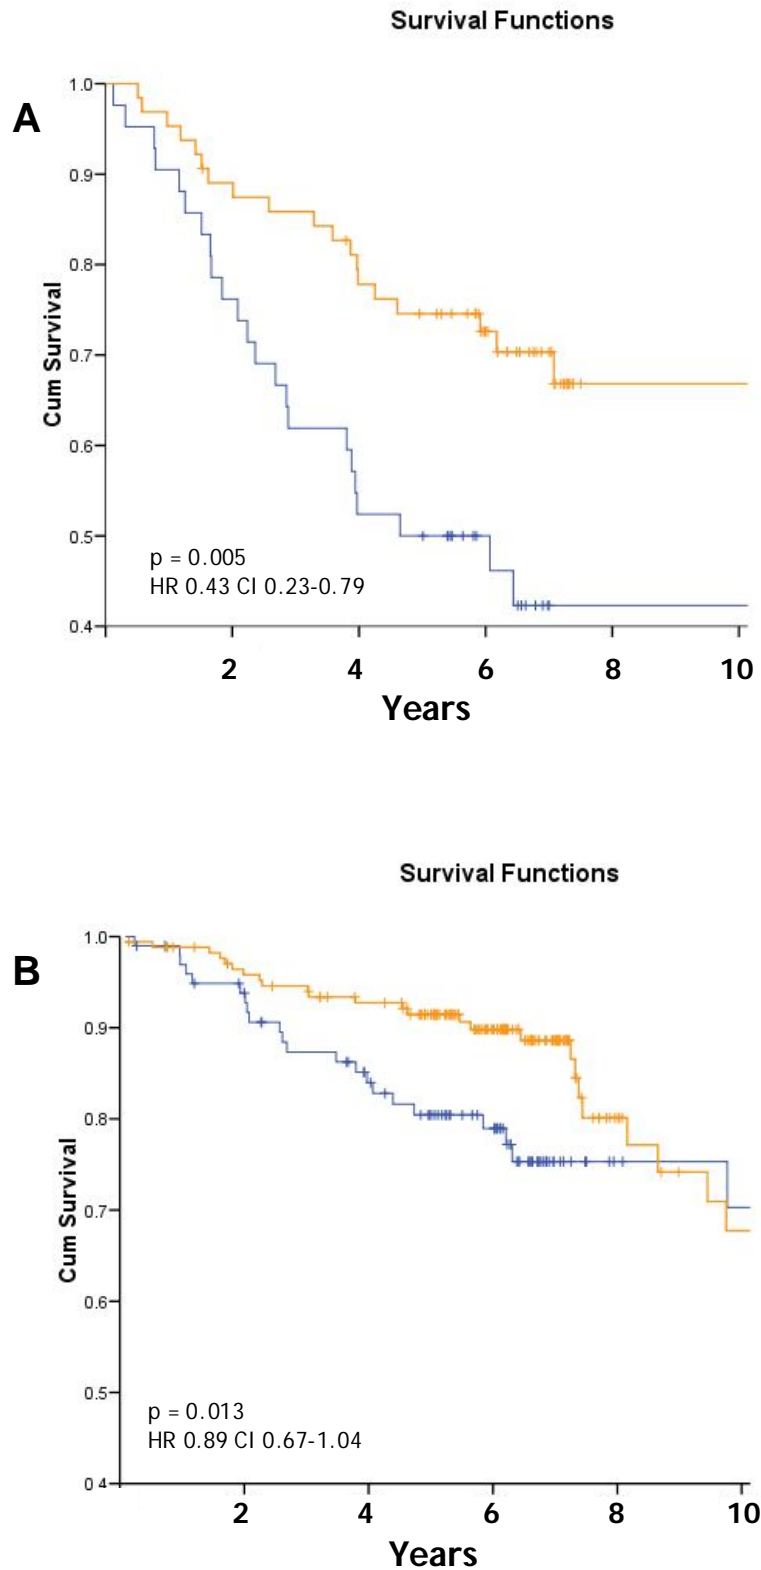 Survival Functions
A
1.0
0.9
0.8
0.7
0.6
0.5
0.4
Cum Survival
p = 0.005
HR 0.43 CI 0.23-0.79
2 4 6 8 10
Years
Survival Functions
B
1.0
0.9
0.8
0.7
0.6
0.5
0.4
Cum Survival
p = 0.013
HR 0.89 CI 0.67-1.04
2 4 6 8 10
Years